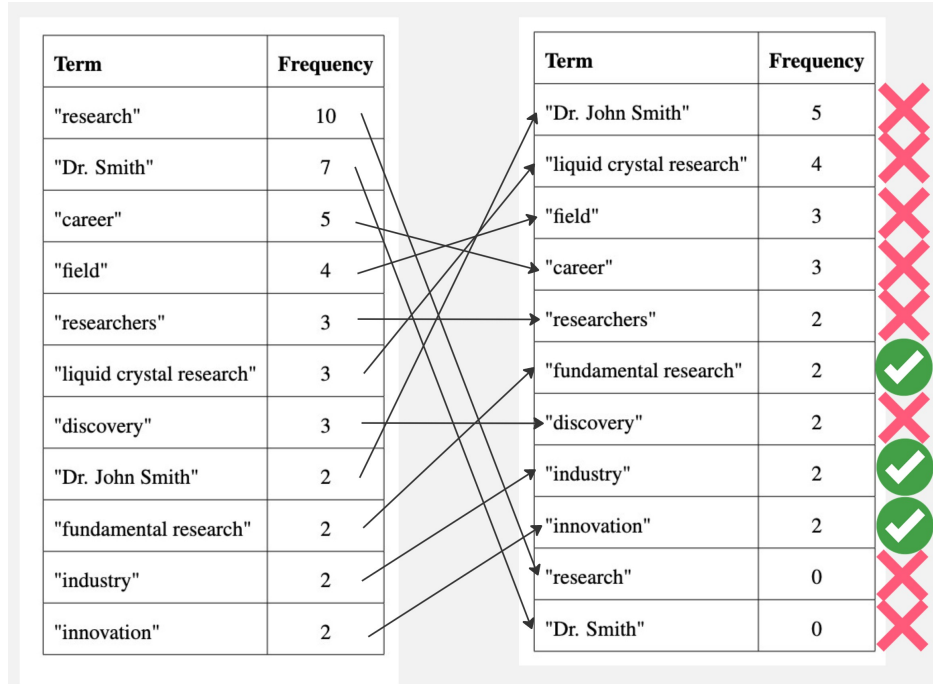 Term Frequency
"research" 10
"Dr. Smith" 7
"career" 5
"field" 4
"researchers" 3
"liquid crystal research" 3
"discovery" 3
"Dr. John Smith" 2
"fundamental research" 2
"industry" 2
"innovation" 2
Term Frequency
"Dr. John Smith" 5
"liquid crystal research" 4
"field" 3
"career" 3
"researchers" 2
"fundamental research" 2
"discovery" 2
"industry" 2
"innovation" 2
"research" 0
"Dr. Smith" 0